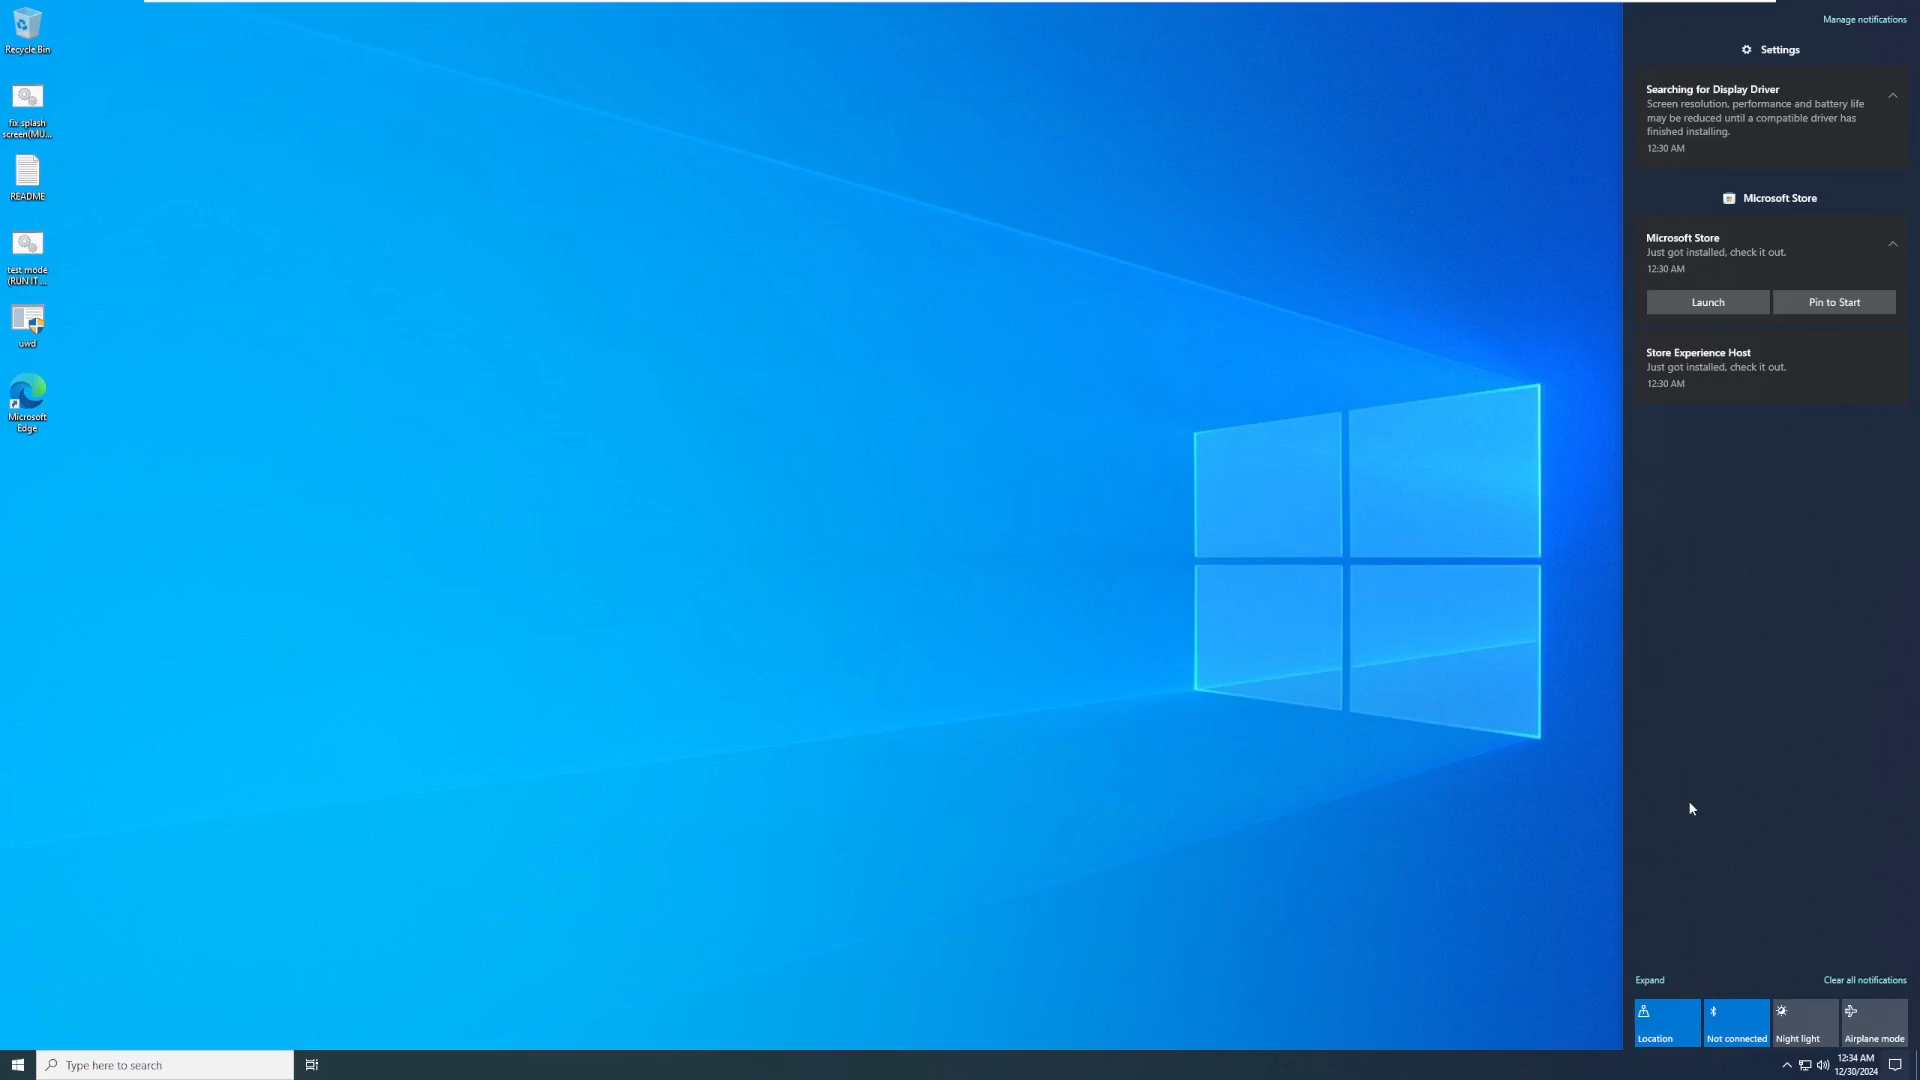 Recycle Bin
fix splash
screen(MU...
README
test mode
(RUN IT ...
uwd
Microsoft
Edge
Manage notifications
Settings
Searching for Display Driver
Screen resolution, performance and battery life
may be reduced until a compatible driver has
finished installing.
12:30 AM
Microsoft Store
Microsoft Store
Just got installed, check it out.
12:30 AM
Launch
Pin to Start
Store Experience Host
Just got installed, check it out.
12:30 AM
Expand
Clear all notifications
Location
Not connected
Night light
Airplane mode
Type here to search
12:34 AM
12/30/2024